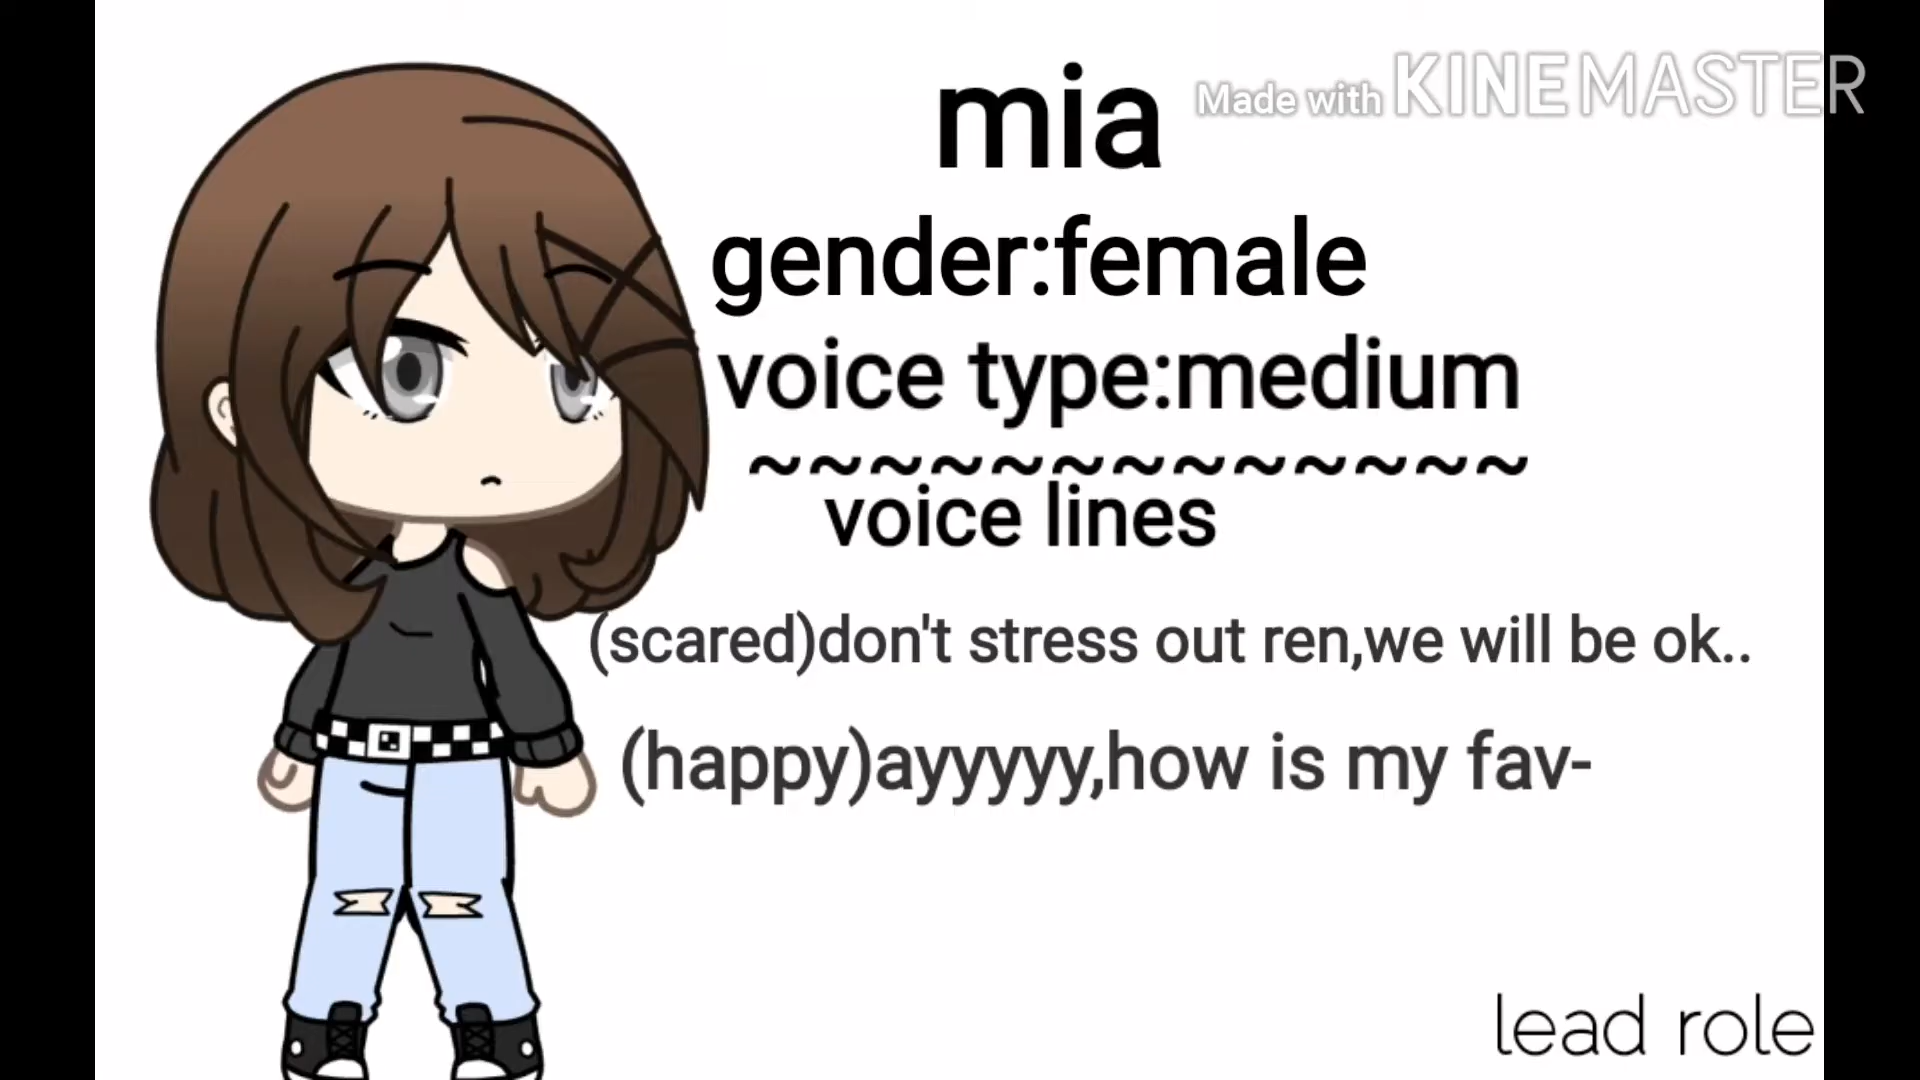 mia
Made with KINEMASTER
gender:female
voice type:medium
~~~~~~~~~~~~~
voice lines
(scared)don't stress out ren,we will be ok..
(happy)ayyyyy,how is my fav-
lead role